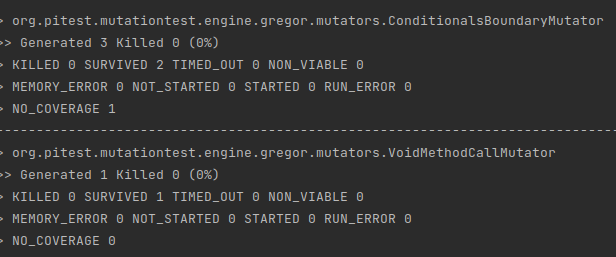 > org.pitest.mutationtest.engine.gregor.mutators.ConditionalsBoundaryMutator
>> Generated 3 Killed 0 (0%)
> KILLED 0 SURVIVED 2 TIMED_OUT 0 NON_VIABLE 0
> MEMORY_ERROR 0 NOT_STARTED 0 STARTED 0 RUN_ERROR 0
> NO_COVERAGE 1
--------------------------------------------------------------------------------
> org.pitest.mutationtest.engine.gregor.mutators.VoidMethodCallMutator
>> Generated 1 Killed 0 (0%)
> KILLED 0 SURVIVED 1 TIMED_OUT 0 NON_VIABLE 0
> MEMORY_ERROR 0 NOT_STARTED 0 STARTED 0 RUN_ERROR 0
> NO_COVERAGE 0